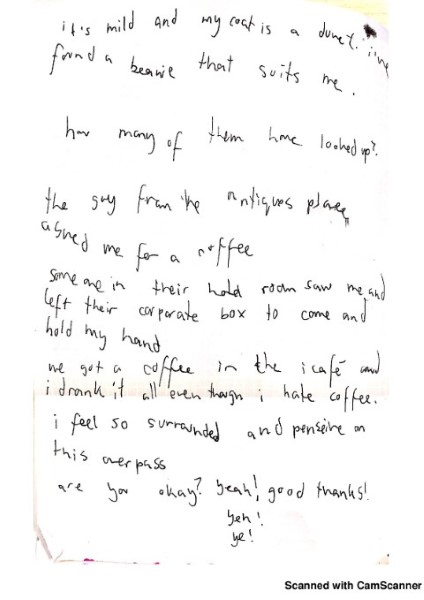 it's mild and my coat is a duvet. i've
found a beanie that suits me.
how many of them have looked up?
the guy from the antiques place
asked me for a coffee
someone in their hold room saw me and
left their corporate box to come and
hold my hand
we got a coffee in the icafé and
i drank it all even though i hate coffee.
i feel so surrounded and penseive on
this overpass
are you okay? yeah!, good thanks!
yeh!
ye!
Scanned with CamScanner